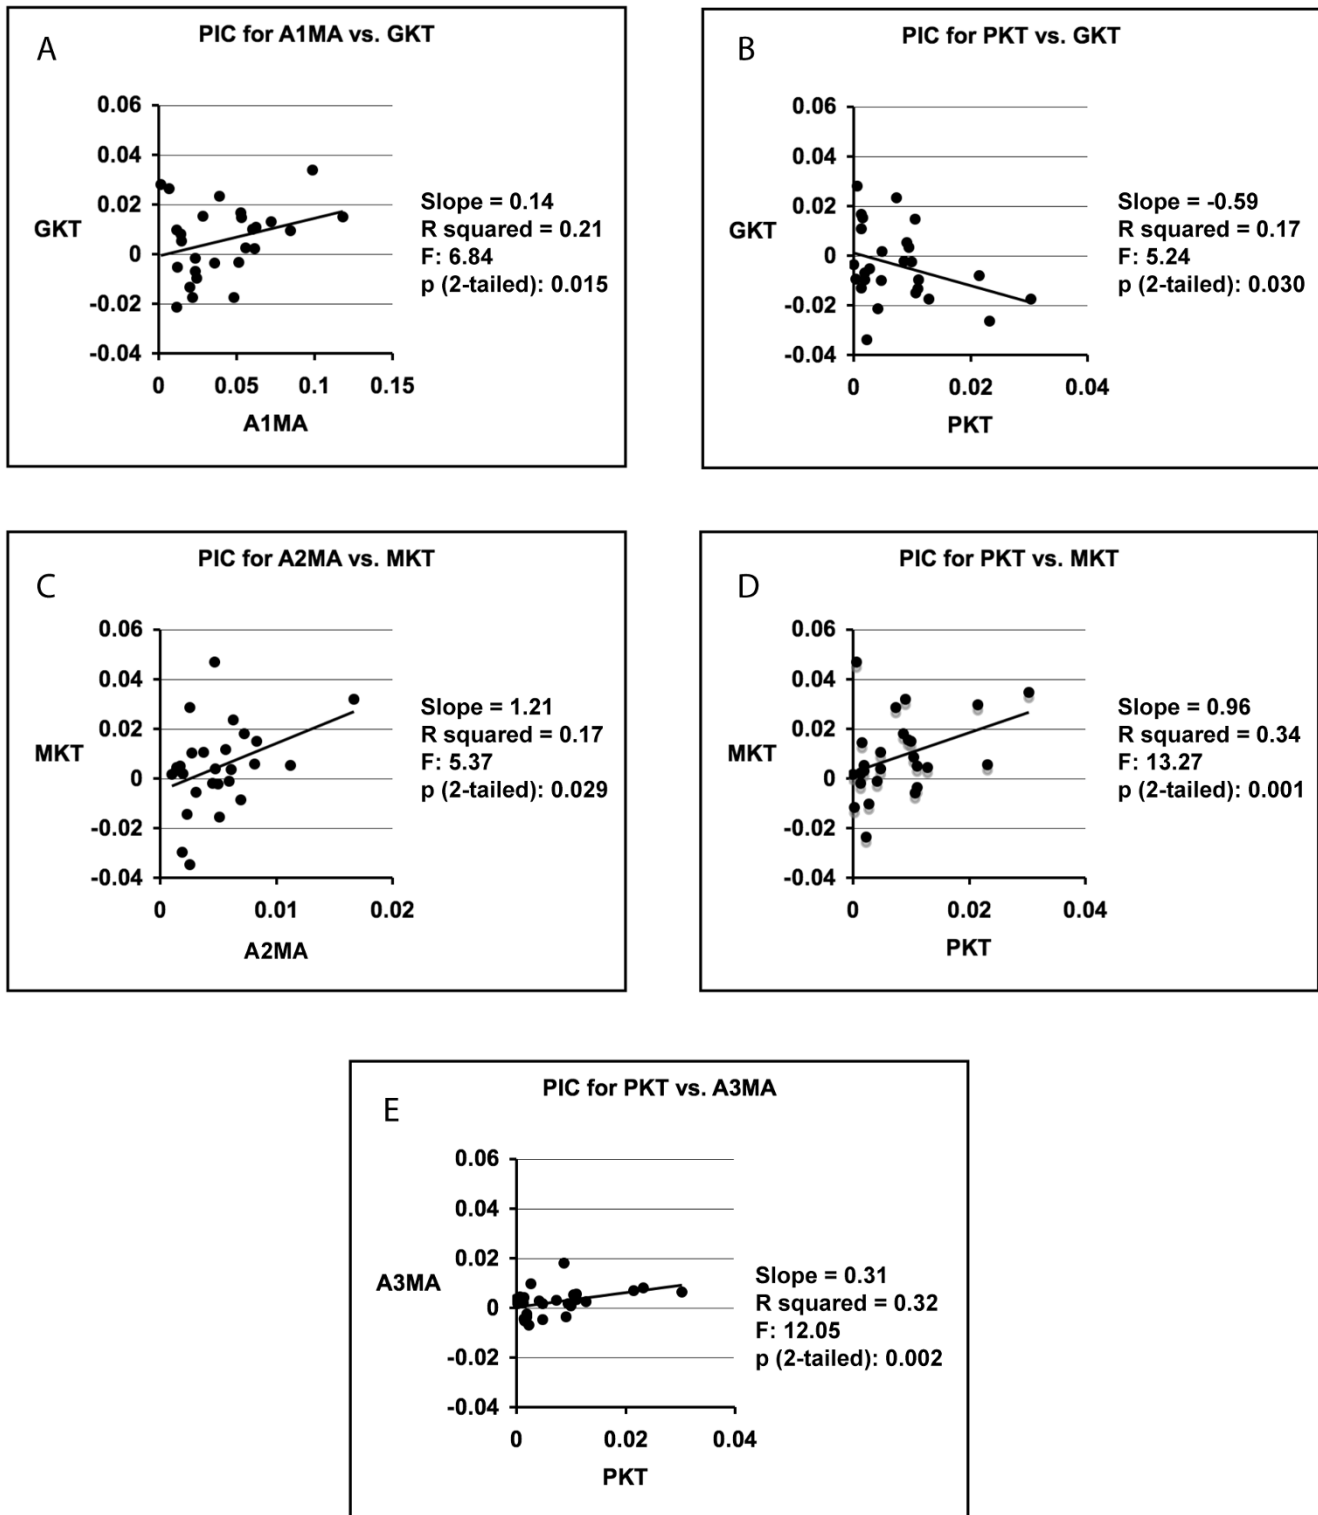 A
PIC for A1MA vs. GKT
0.06
0.04
0.02
0
-0.02
-0.04
GKT
0 0.05 0.1 0.15
A1MA
Slope = 0.14
R squared = 0.21
F: 6.84
p (2-tailed): 0.015
B
PIC for PKT vs. GKT
0.06
0.04
0.02
0
-0.02
-0.04
GKT
0 0.02 0.04
PKT
Slope = -0.59
R squared = 0.17
F: 5.24
p (2-tailed): 0.030
C
PIC for A2MA vs. MKT
0.06
0.04
0.02
0
-0.02
-0.04
MKT
0 0.01 0.02
A2MA
Slope = 1.21
R squared = 0.17
F: 5.37
p (2-tailed): 0.029
D
PIC for PKT vs. MKT
0.06
0.04
0.02
0
-0.02
-0.04
MKT
0 0.02 0.04
PKT
Slope = 0.96
R squared = 0.34
F: 13.27
p (2-tailed): 0.001
E
PIC for PKT vs. A3MA
0.06
0.04
0.02
0
-0.02
-0.04
A3MA
0 0.02 0.04
PKT
Slope = 0.31
R squared = 0.32
F: 12.05
p (2-tailed): 0.002